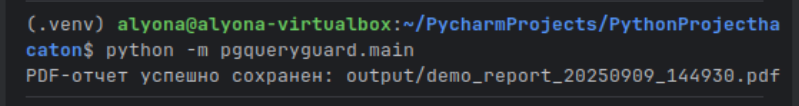 (.venv) alyona@alyona-virtualbox:~/PycharmProjects/PythonProjectha
caton$ python -m pgqueryguard.main
PDF-отчет успешно сохранен: output/demo_report_20250909_144930.pdf